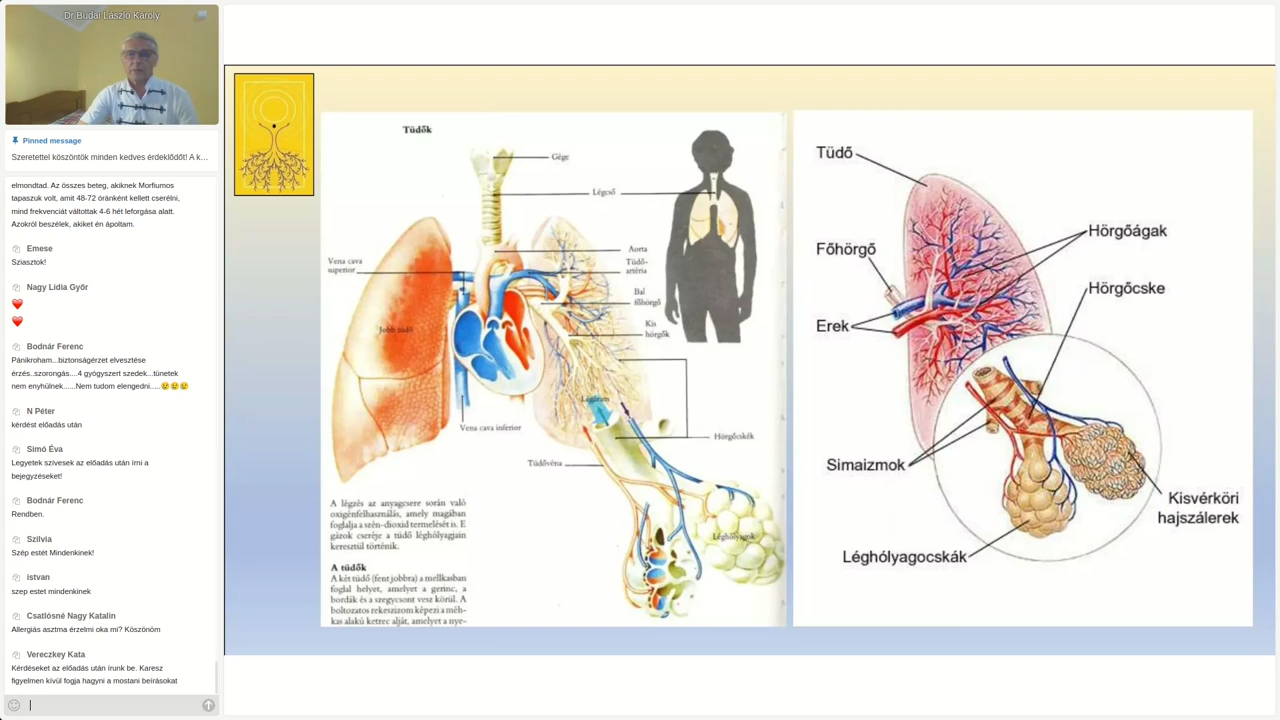 Dr Budai László Károly
Pinned message
Szeretettel köszöntök minden kedves érdeklődőt! A k...
elmondtad. Az összes beteg, akiknek Morfiumos
tapaszuk volt, amit 48-72 óránként kellett cserélni,
mind frekvenciát váltottak 4-6 hét leforgása alatt.
Azokról beszélek, akiket én ápoltam.
Emese
Sziasztok!
Nagy Lídia Győr
Bodnár Ferenc
Pánikroham...biztonságérzet elvesztése
érzés..szorongás....4 gyógyszert szedek...tünetek
nem enyhülnek......Nem tudom elengedni.....😢😢😢
N Péter
kérdést előadás után
Simó Éva
Legyetek szívesek az előadás után írni a
bejegyzéseket!
Bodnár Ferenc
Rendben.
Szilvia
Szép estét Mindenkinek!
istvan
szep estet mindenkinek
Csatlósné Nagy Katalin
Allergiás asztma érzelmi oka mi? Köszönöm
Vereczkey Kata
Kérdéseket az előadás után írunk be. Karesz
figyelmen kívül fogja hagyni a mostani beírásokat
Tüdők
Gége
Légcső
Aorta
Vena cava
superior
Tüdő-
artéria
Bal
főhörgő
Kis
hörgők
Jobb tüdő
Légáram
Vena cava inferior
Hörgőcskék
Tüdővéna
Léghólyagok
A légzés az anyagcsere során való
oxigénfelhasználás, amely magában
foglalja a szén-dioxid termelését is. E
gázok cseréje a tüdő léghólyagjain
keresztül történik.
A tüdők
A két tüdő (fent jobbra) a mellkasban
foglal helyet, amelyet a gerinc, a
bordák és a szegycsont vesz körül. A
boltozatos rekeszizom képezi a méh-
kas alakú ketrec alját, amelyet a nye-
Tüdő
Hörgőágak
Főhörgő
Hörgőcske
Erek
Simaizmok
Kisvérköri
hajszálerek
Léghólyagocskák